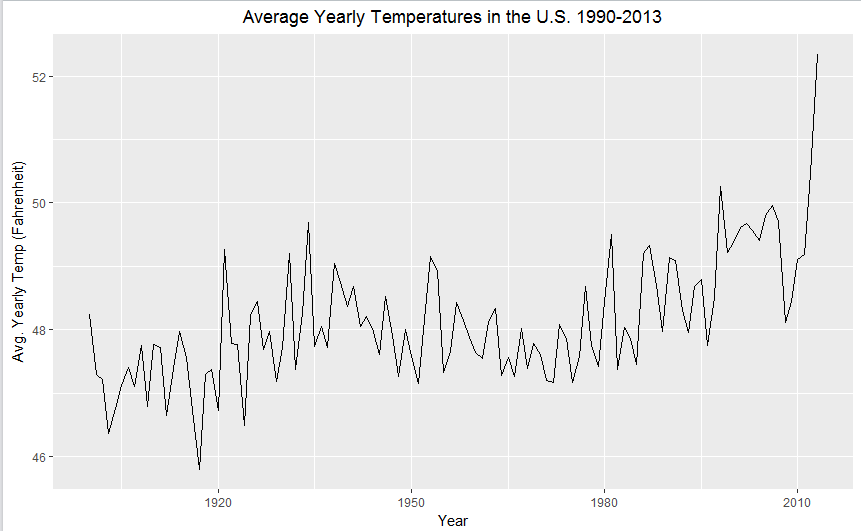 Average Yearly Temperatures in the U.S. 1990-2013
Avg. Yearly Temp (Fahrenheit)
52
50
48
46
1920
1950
1980
2010
Year